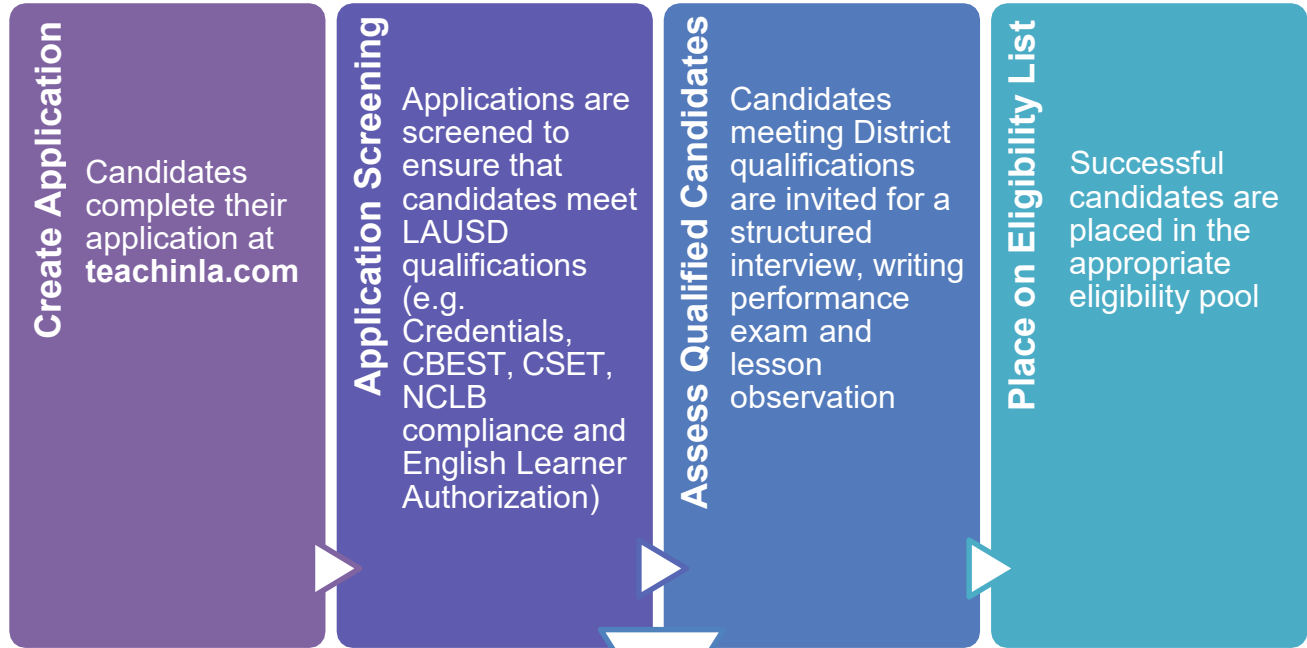 Create Application
Candidates
complete their
application at
teachinla.com
Application Screening
Applications are
screened to
ensure that
candidates meet
LAUSD
qualifications
(e.g.
Credentials,
CBEST, CSET,
NCLB
compliance and
English Learner
Authorization)
Assess Qualified Candidates
Candidates
meeting District
qualifications
are invited for a
structured
interview, writing
performance
exam and
lesson
observation
Place on Eligibility List
Successful
candidates are
placed in the
appropriate
eligibility pool